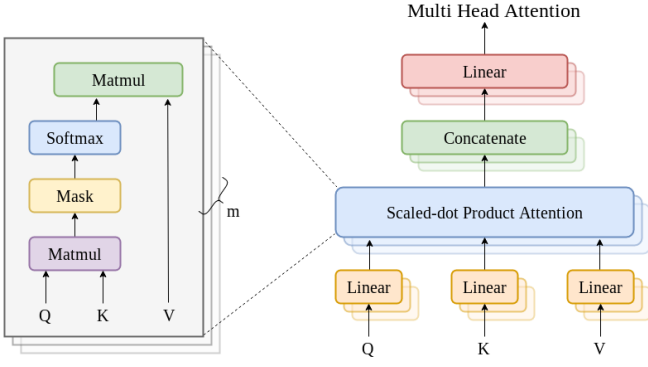 Multi Head Attention
Matmul
Softmax
Mask
Matmul
Q K V
m
Linear
Concatenate
Scaled-dot Product Attention
Linear Linear Linear
Q K V